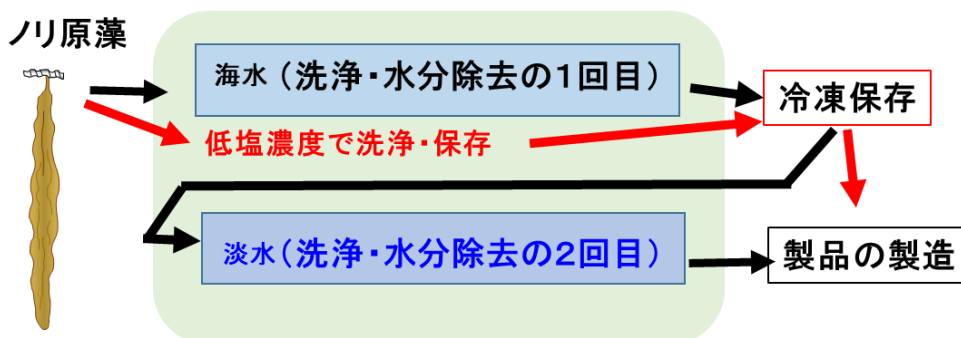 ノリ原藻
海水（洗浄・水分除去の１回目）
冷凍保存
低塩濃度で洗浄・保存
淡水（洗浄・水分除去の２回目）
製品の製造